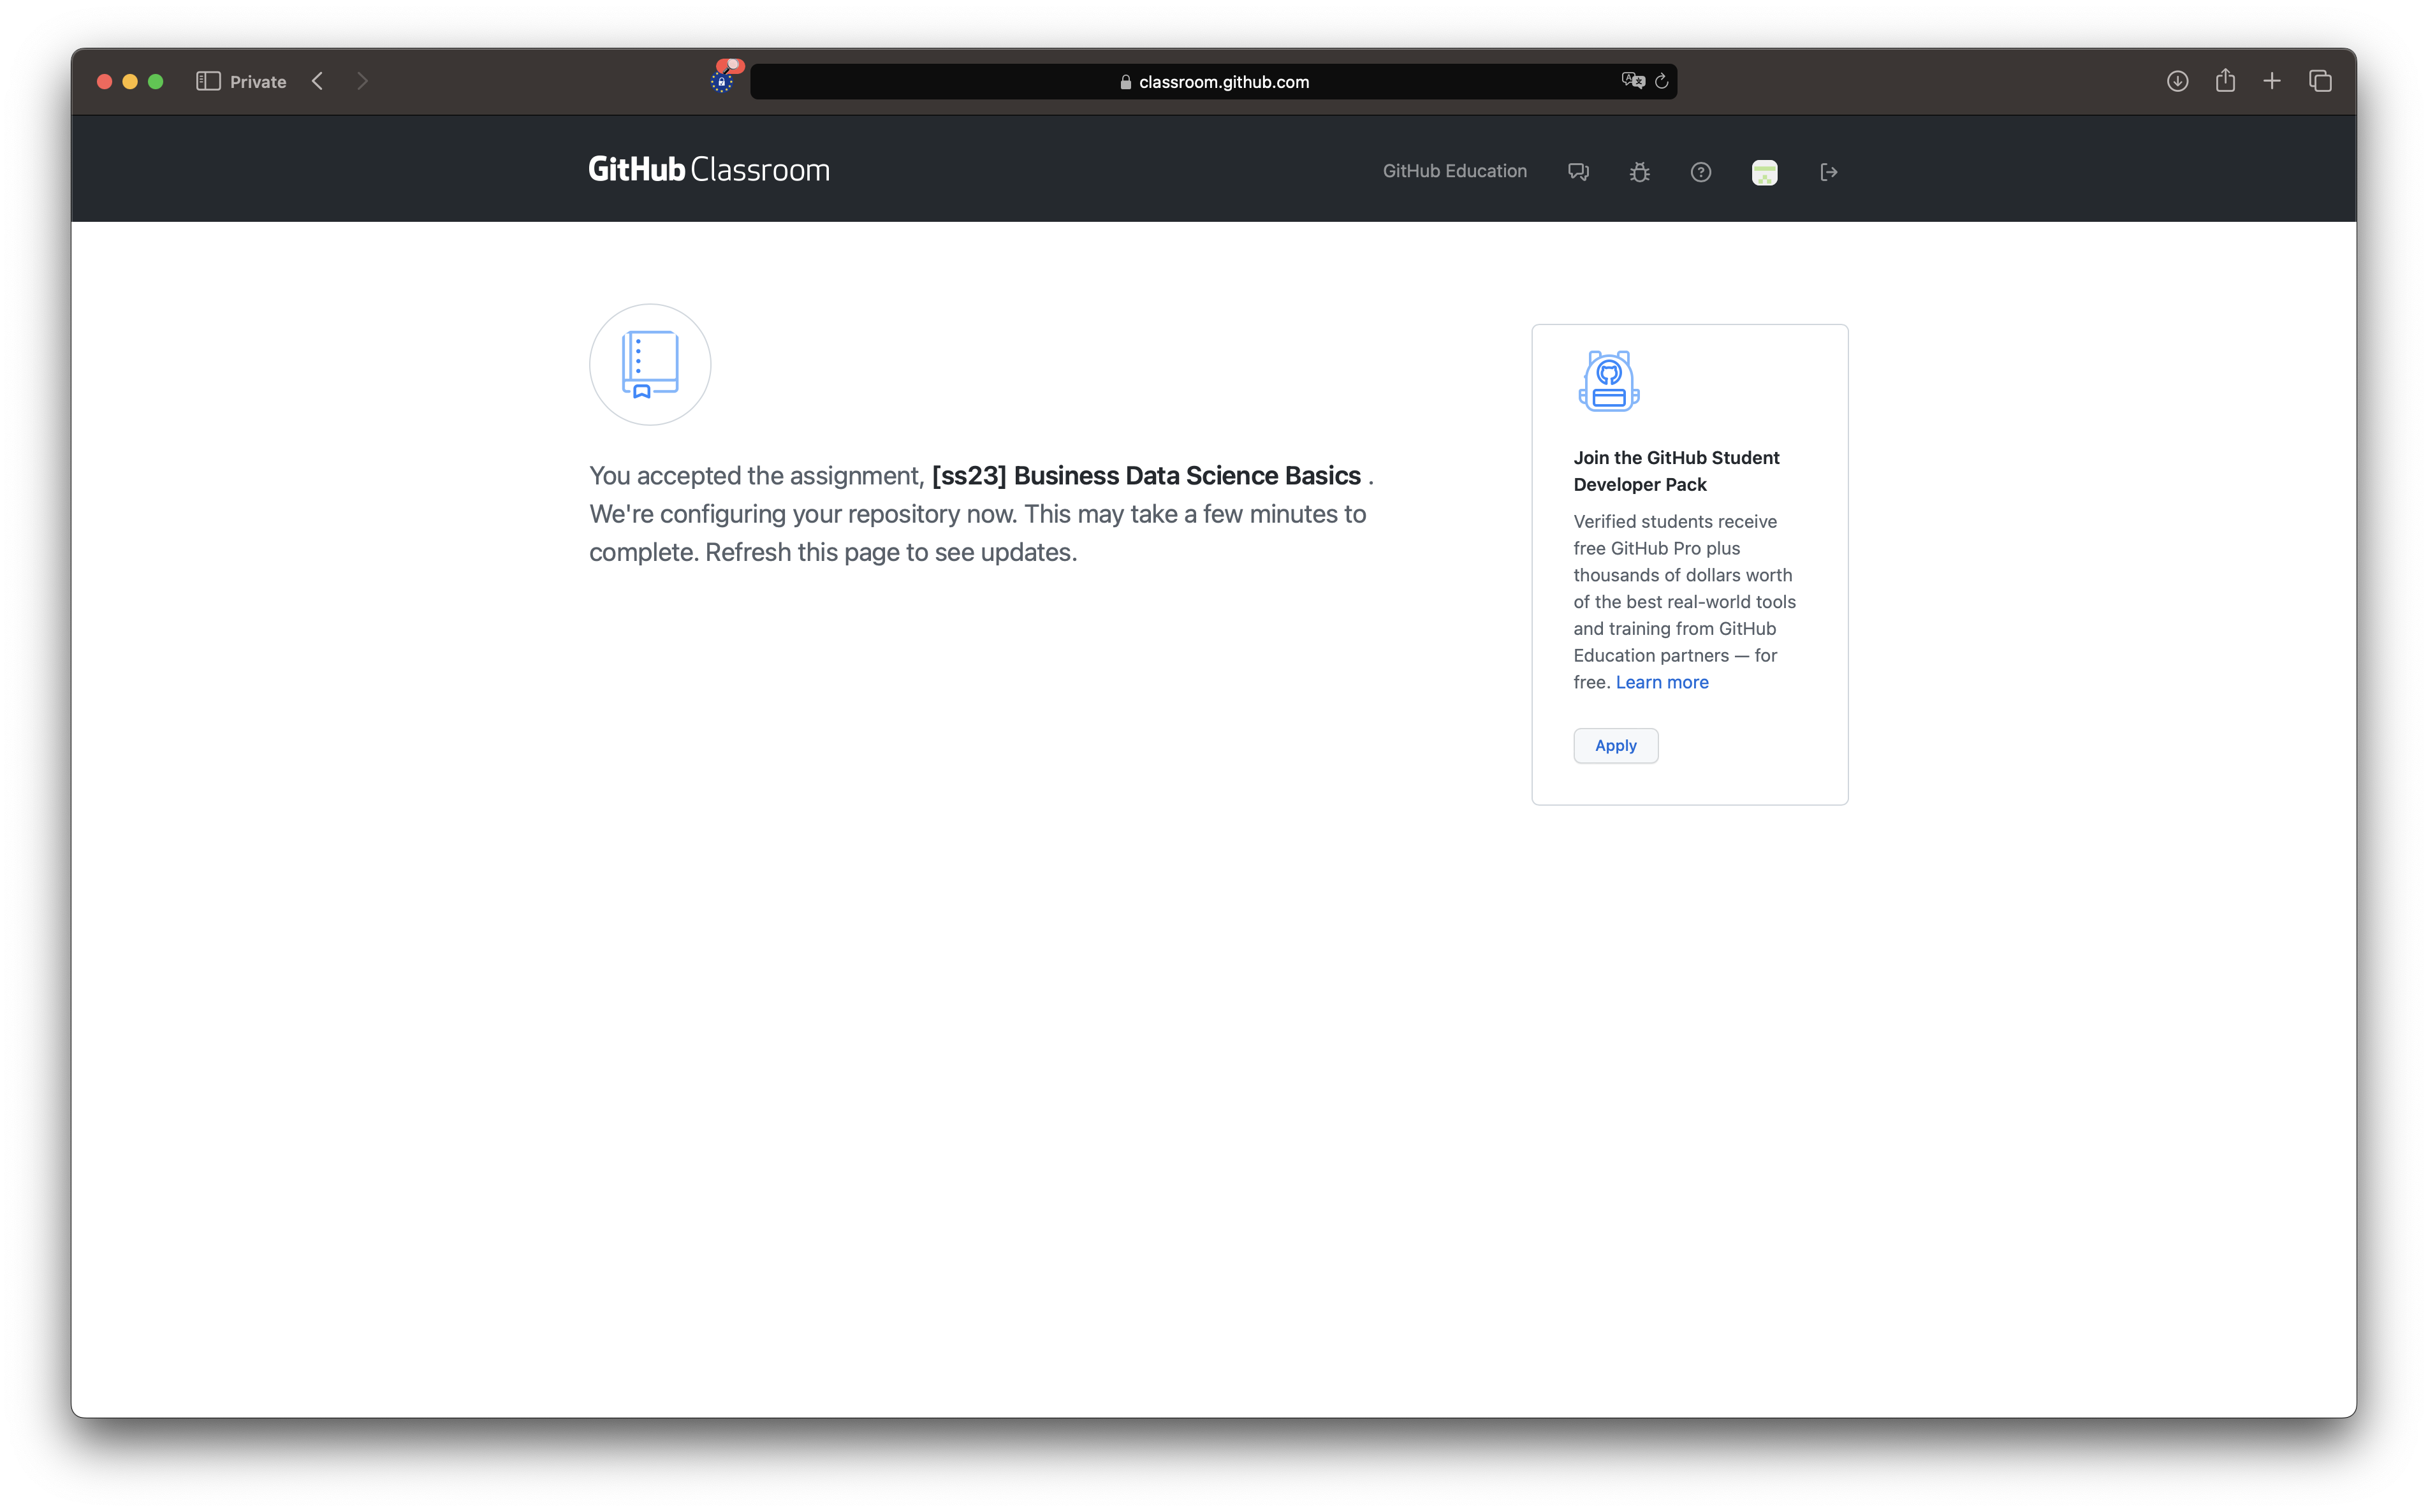 Private
classroom.github.com
GitHub Classroom
GitHub Education
You accepted the assignment, [ss23] Business Data Science Basics .
We're configuring your repository now. This may take a few minutes to
complete. Refresh this page to see updates.
Join the GitHub Student
Developer Pack
Verified students receive
free GitHub Pro plus
thousands of dollars worth
of the best real-world tools
and training from GitHub
Education partners — for
free. Learn more
Apply